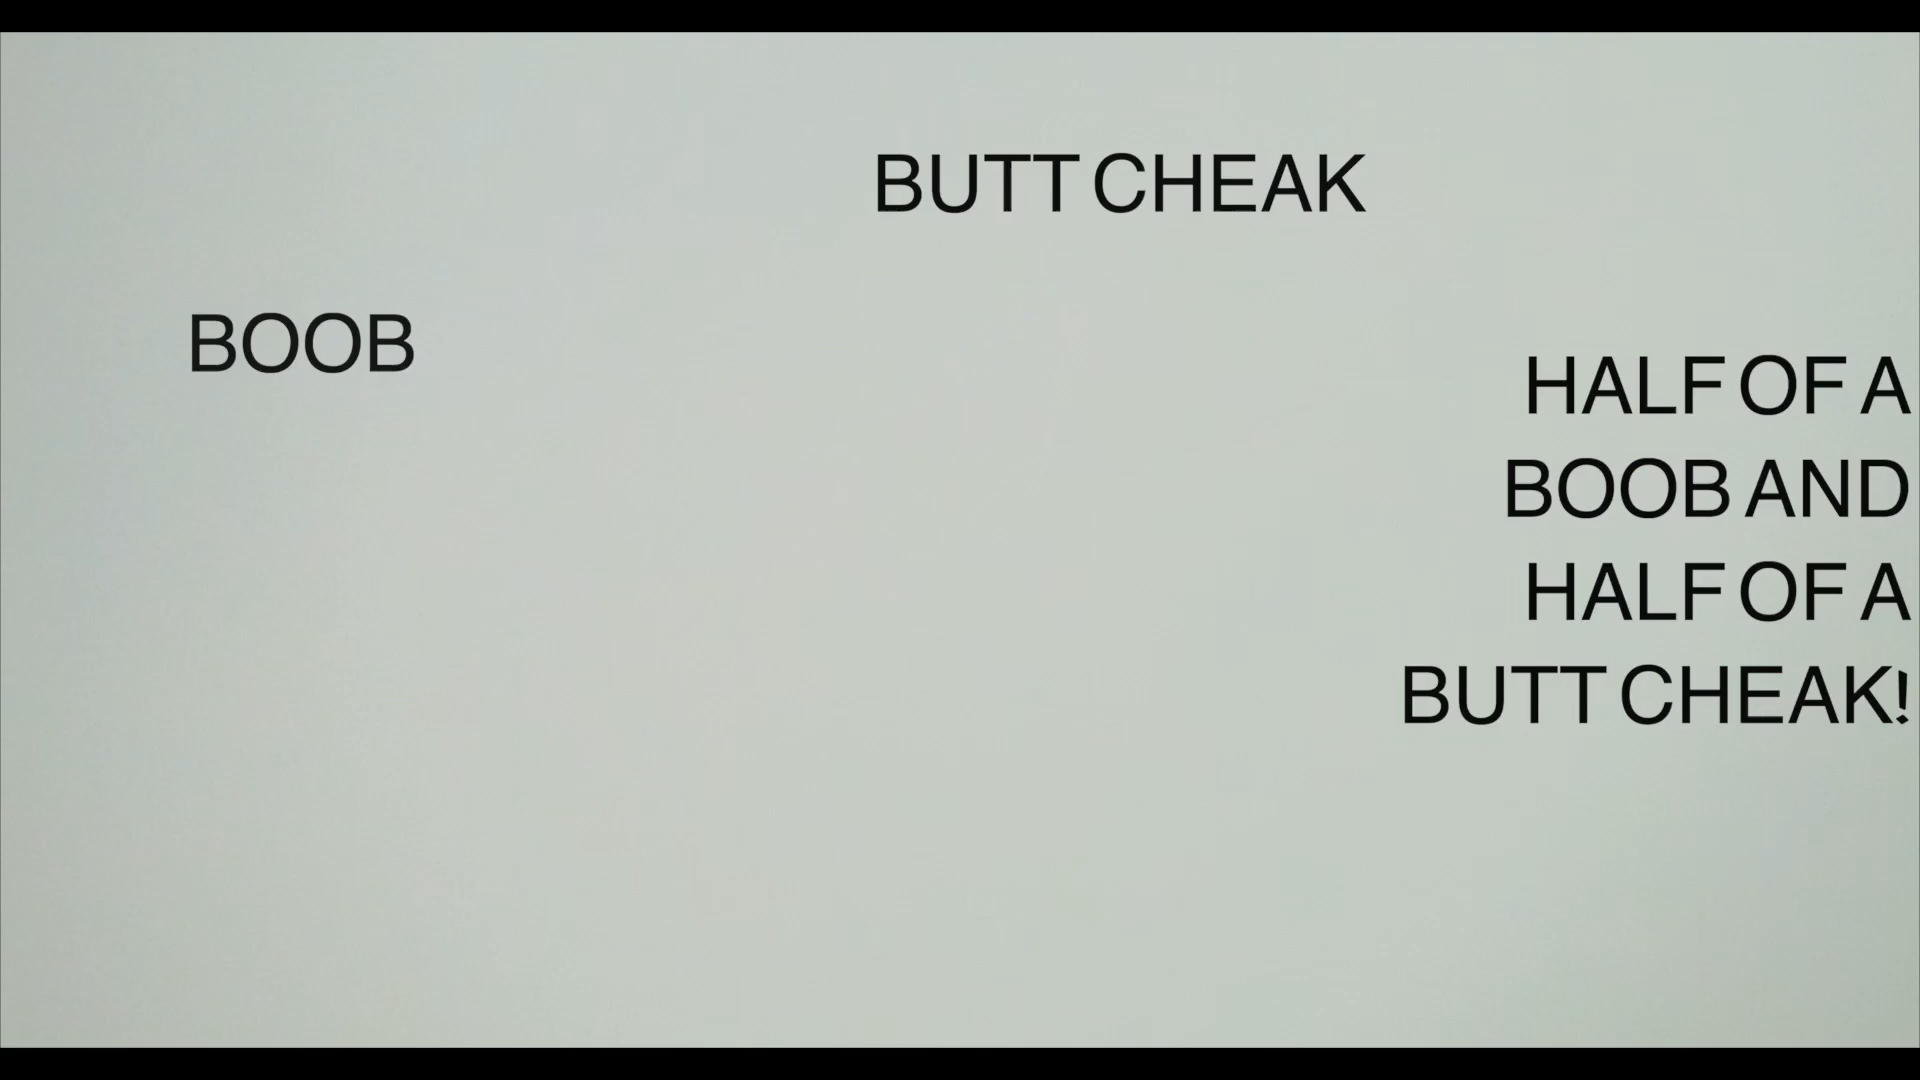 BUTT CHEAK
BOOB
HALF OF A
BOOB AND
HALF OF A
BUTT CHEAK!